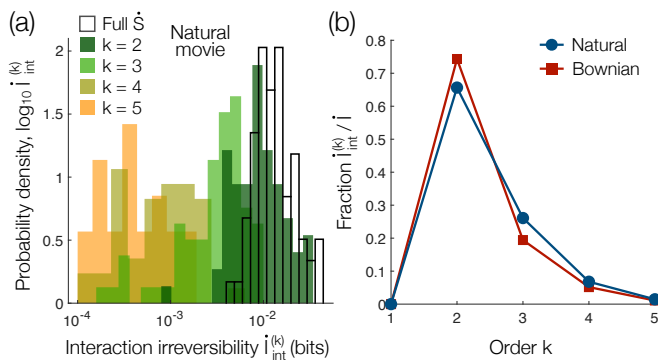 (a)
Full Ṡ
k = 2
k = 3
k = 4
k = 5
Natural
movie
2
1.5
1
0.5
0
Probability density, log₁₀ İ⁽ᵏ⁾ᵢₙₜ
10⁻⁴
10⁻³
10⁻²
Interaction irreversibility İ⁽ᵏ⁾ᵢₙₜ (bits)
(b)
Natural
Bownian
0.8
0.7
0.6
0.5
0.4
0.3
0.2
0.1
0
Fraction İ⁽ᵏ⁾ᵢₙₜ / İ
1
2
3
4
5
Order k